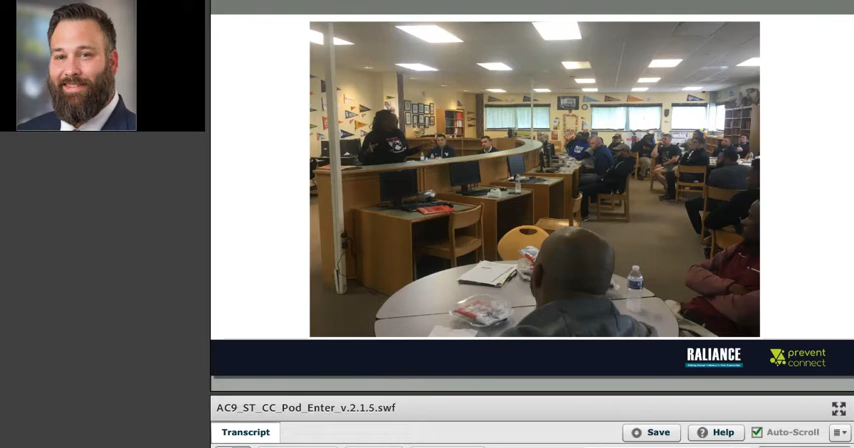 RALIANCE
prevent
connect
AC9_ST_CC_Pod_Enter_v.2.1.5.swf
Transcript
Save
Help
Auto-Scroll